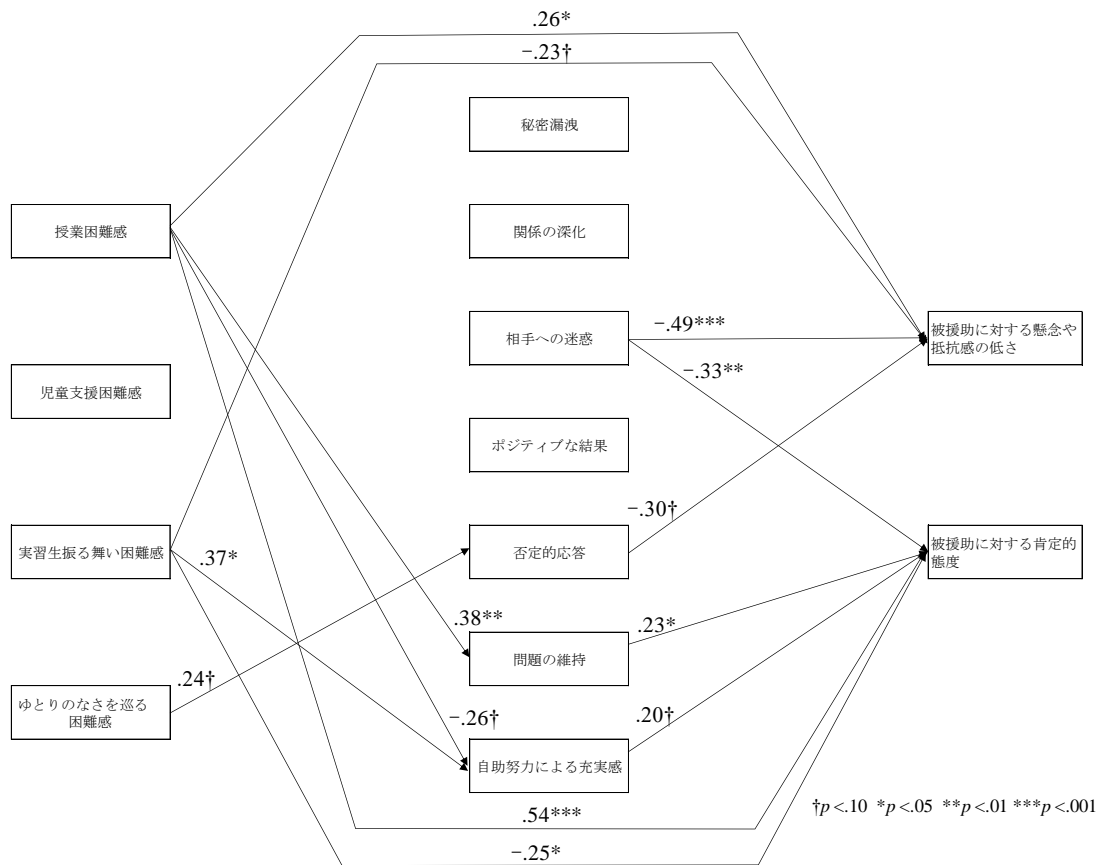 .26*
−.23†
秘密漏洩
授業困難感
関係の深化
相手への迷惑
−.49***
被援助に対する懸念や
抵抗感の低さ
−.33**
児童支援困難感
ポジティブな結果
−.30†
実習生振る舞い困難感
.37*
否定的応答
被援助に対する肯定的
態度
.38**
.23*
問題の維持
.24†
ゆとりのなさを巡る
困難感
−.26†
.20†
自助努力による充実感
.54***
†p<.10 *p<.05 **p<.01 ***p<.001
−.25*